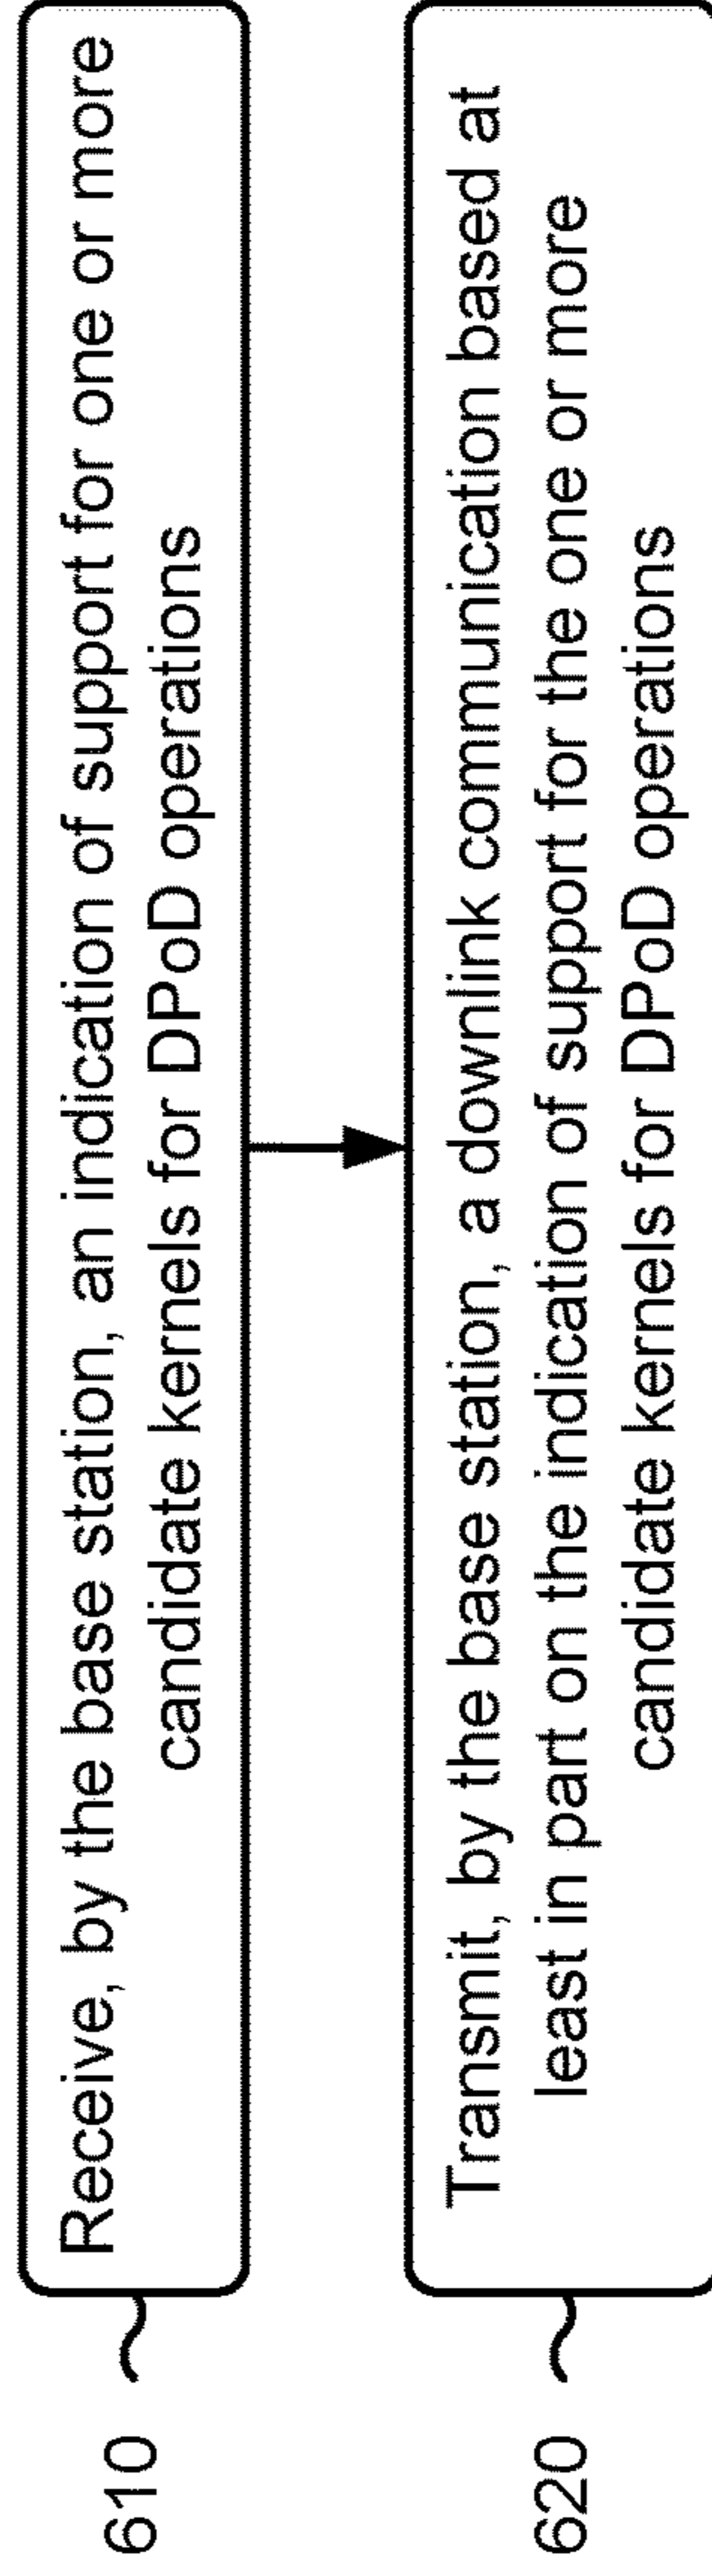 610
Receive, by the base station, an indication of support for one or more
candidate kernels for DPoD operations
620
Transmit, by the base station, a downlink communication based at
least in part on the indication of support for the one or more
candidate kernels for DPoD operations